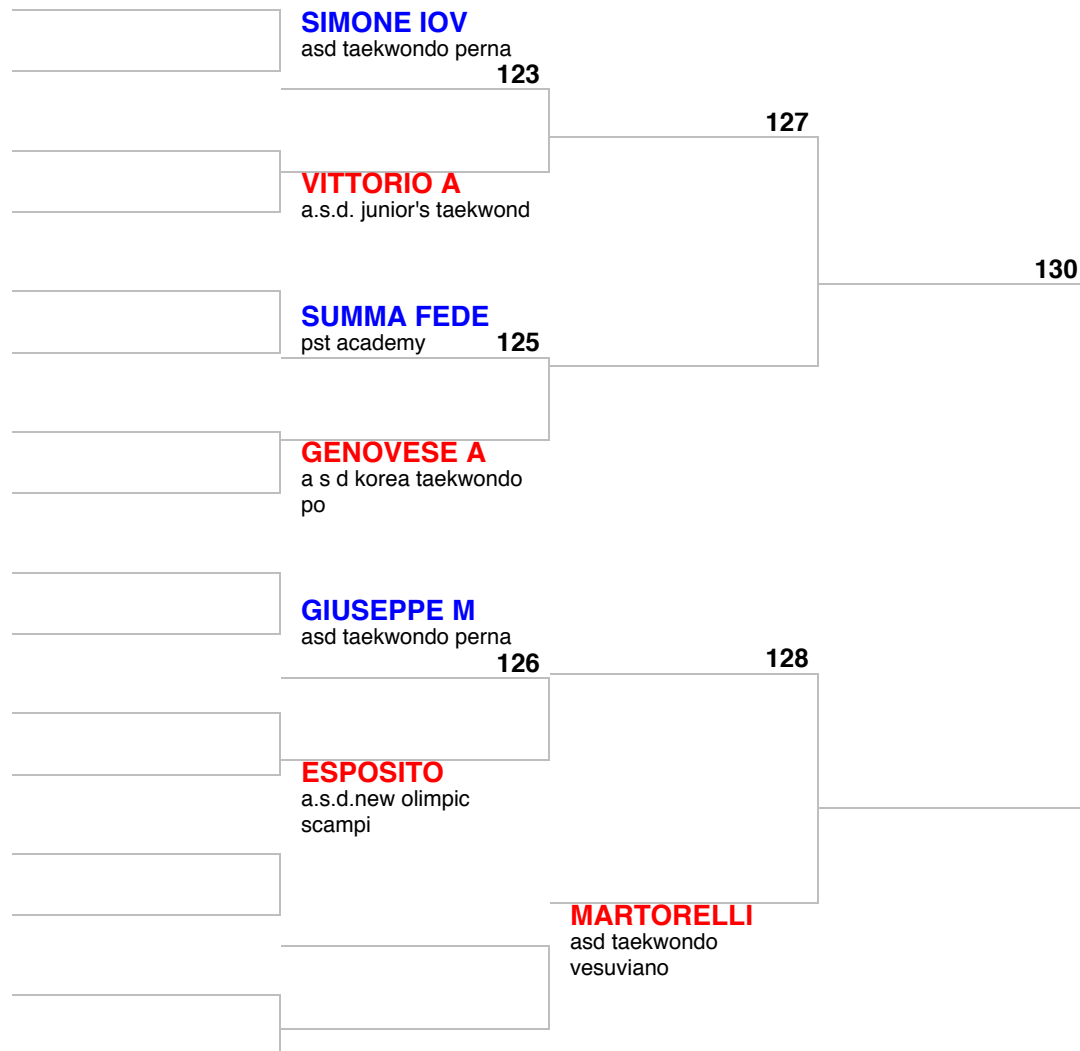 SIMONE IOV
asd taekwondo perna
123
127
VITTORIO A
a.s.d. junior's taekwond
130
SUMMA FEDE
pst academy
125
GENOVESE A
a s d korea taekwondo
po
GIUSEPPE M
asd taekwondo perna
126
128
ESPOSITO
a.s.d.new olimpic
scampi
MARTORELLI
asd taekwondo
vesuviano